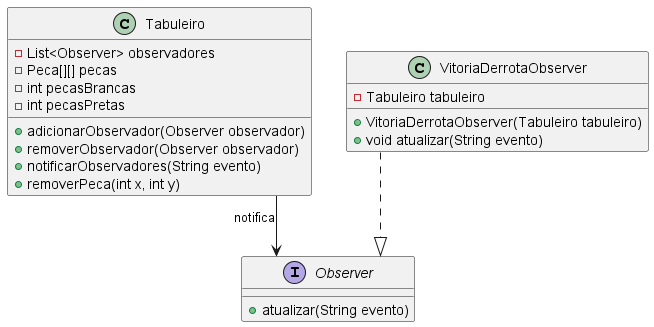 C Tabuleiro
List<Observer> observadores
Peca[][] pecas
int pecasBrancas
int pecasPretas
adicionarObservador(Observer observador)
removerObservador(Observer observador)
notificarObservadores(String evento)
removerPeca(int x, int y)
C VitoriaDerrotaObserver
Tabuleiro tabuleiro
VitoriaDerrotaObserver(Tabuleiro tabuleiro)
void atualizar(String evento)
notifica
I Observer
atualizar(String evento)